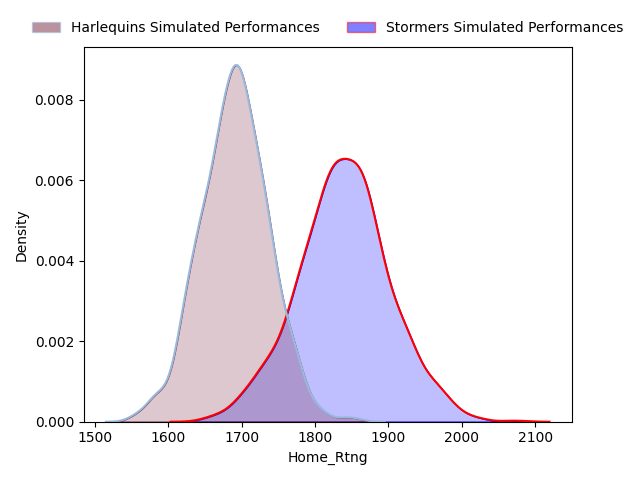 Harlequins Simulated Performances Stormers Simulated Performances
0.008
0.006
0.004
0.002
0.000
Density
1500 1600 1700 1800 1900 2000 2100
Home_Rtng